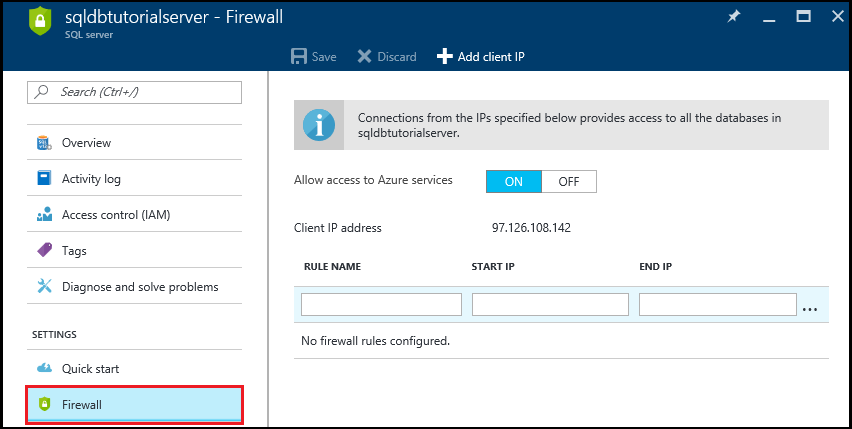 sqldbtutorialserver - Firewall
SQL server
Save
Discard
Add client IP
Search (Ctrl+/)
Overview
Activity log
Access control (IAM)
Tags
Diagnose and solve problems
SETTINGS
Quick start
Firewall
Connections from the IPs specified below provides access to all the databases in
sqldbtutorialserver.
Allow access to Azure services
ON
OFF
Client IP address
97.126.108.142
RULE NAME
START IP
END IP
...
No firewall rules configured.